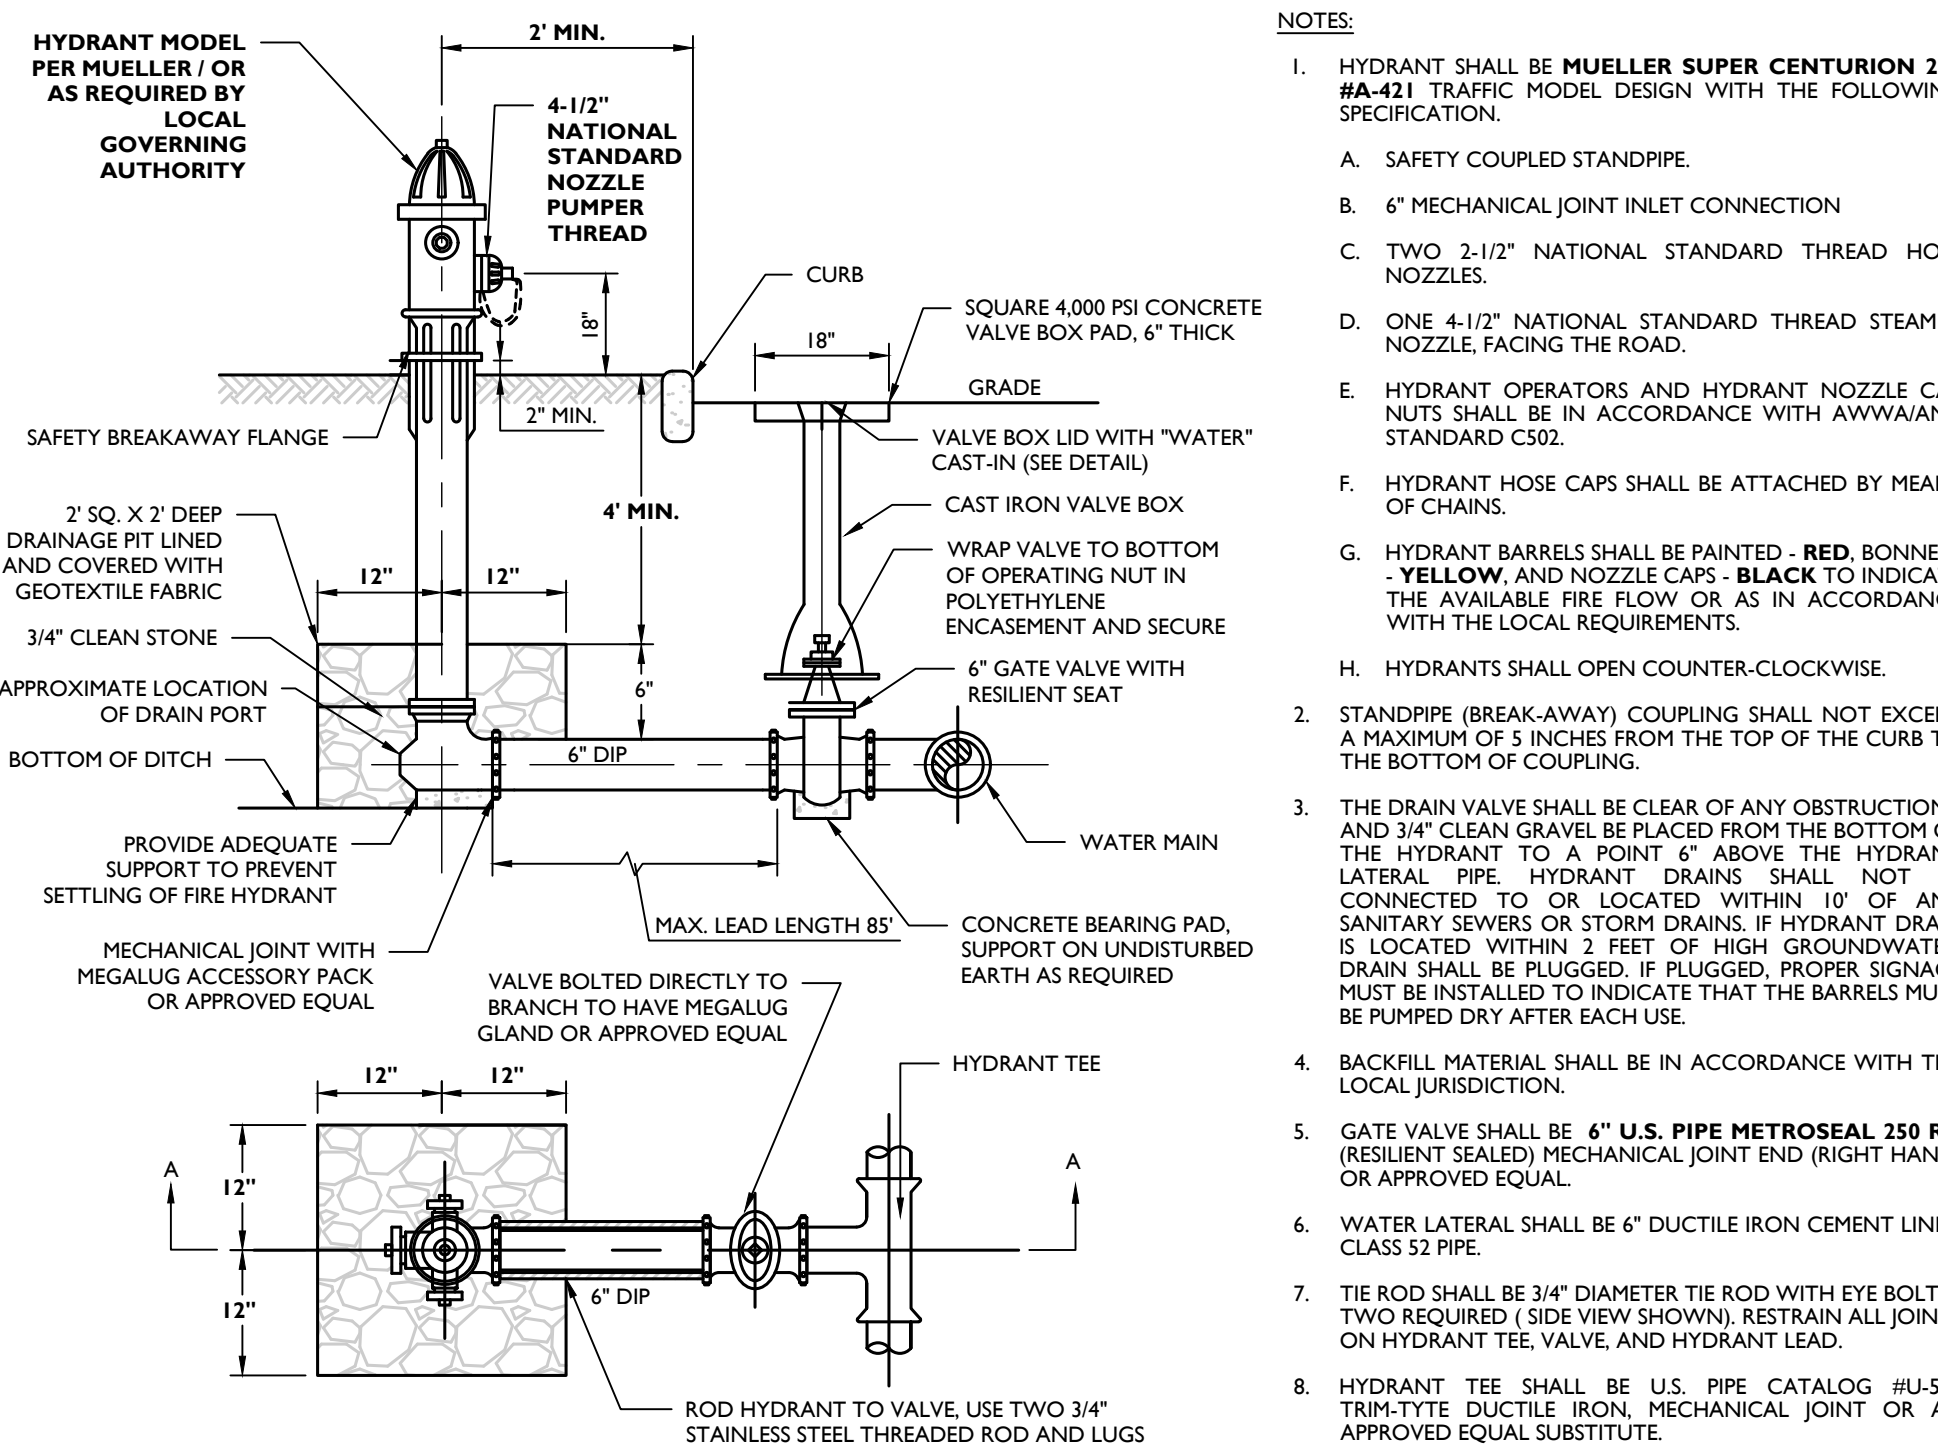 HYDRANT MODEL
PER MUELLER / OR
AS REQUIRED BY
LOCAL
GOVERNING
AUTHORITY
2' MIN.
4-1/2"
NATIONAL
STANDARD
NOZZLE
PUMPER
THREAD
CURB
18"
SQUARE 4,000 PSI CONCRETE
VALVE BOX PAD, 6" THICK
18"
GRADE
2" MIN.
SAFETY BREAKAWAY FLANGE
VALVE BOX LID WITH "WATER"
CAST-IN (SEE DETAIL)
4' MIN.
CAST IRON VALVE BOX
2' SQ. X 2' DEEP
DRAINAGE PIT LINED
AND COVERED WITH
GEOTEXTILE FABRIC
12"
12"
WRAP VALVE TO BOTTOM
OF OPERATING NUT IN
POLYETHYLENE
ENCASEMENT AND SECURE
3/4" CLEAN STONE
6" GATE VALVE WITH
RESILIENT SEAT
6"
APPROXIMATE LOCATION
OF DRAIN PORT
BOTTOM OF DITCH
6" DIP
PROVIDE ADEQUATE
SUPPORT TO PREVENT
SETTLING OF FIRE HYDRANT
WATER MAIN
MAX. LEAD LENGTH 85'
CONCRETE BEARING PAD,
SUPPORT ON UNDISTURBED
EARTH AS REQUIRED
MECHANICAL JOINT WITH
MEGALUG ACCESSORY PACK
OR APPROVED EQUAL
VALVE BOLTED DIRECTLY TO
BRANCH TO HAVE MEGALUG
GLAND OR APPROVED EQUAL
HYDRANT TEE
12"
12"
A
A
12"
12"
6" DIP
ROD HYDRANT TO VALVE, USE TWO 3/4"
STAINLESS STEEL THREADED ROD AND LUGS
NOTES:
1. HYDRANT SHALL BE MUELLER SUPER CENTURION
#A-421 TRAFFIC MODEL DESIGN WITH THE
SPECIFICATION.
A. SAFETY COUPLED STANDPIPE.
B. 6" MECHANICAL JOINT INLET CONNECTION
C. TWO 2-1/2" NATIONAL STANDARD THREAD
NOZZLES.
D. ONE 4-1/2" NATIONAL STANDARD THREAD
NOZZLE, FACING THE ROAD.
E. HYDRANT OPERATORS AND HYDRANT NOZZLE
NUTS SHALL BE IN ACCORDANCE WITH
STANDARD C502.
F. HYDRANT HOSE CAPS SHALL BE ATTACHED BY
OF CHAINS.
G. HYDRANT BARRELS SHALL BE PAINTED - RED,
- YELLOW, AND NOZZLE CAPS - BLACK TO
THE AVAILABLE FIRE FLOW OR AS IN
WITH THE LOCAL REQUIREMENTS.
H. HYDRANTS SHALL OPEN COUNTER-CLOCKWISE.
2. STANDPIPE (BREAK-AWAY) COUPLING SHALL NOT
A MAXIMUM OF 5 INCHES FROM THE TOP OF THE CURB
THE BOTTOM OF COUPLING.
3. THE DRAIN VALVE SHALL BE CLEAR OF ANY
AND 3/4" CLEAN GRAVEL BE PLACED FROM THE BOTTOM
THE HYDRANT TO A POINT 6" ABOVE THE
LATERAL PIPE. HYDRANT DRAINS SHALL NOT
CONNECTED TO OR LOCATED WITHIN 10' OF
SANITARY SEWERS OR STORM DRAINS. IF HYDRANT
IS LOCATED WITHIN 2 FEET OF HIGH
DRAIN SHALL BE PLUGGED. IF PLUGGED, PROPER
MUST BE INSTALLED TO INDICATE THAT THE BARRELS
BE PUMPED DRY AFTER EACH USE.
4. BACKFILL MATERIAL SHALL BE IN ACCORDANCE WITH
LOCAL JURISDICTION.
5. GATE VALVE SHALL BE 6" U.S. PIPE METROSEAL 250
(RESILIENT SEALED) MECHANICAL JOINT END (RIGHT
OR APPROVED EQUAL.
6. WATER LATERAL SHALL BE 6" DUCTILE IRON CEMENT
CLASS 52 PIPE.
7. TIE ROD SHALL BE 3/4" DIAMETER TIE ROD WITH EYE
TWO REQUIRED ( SIDE VIEW SHOWN). RESTRAIN ALL
ON HYDRANT TEE, VALVE, AND HYDRANT LEAD.
8. HYDRANT TEE SHALL BE U.S. PIPE CATALOG
TRIM-TYTE DUCTILE IRON, MECHANICAL JOINT OR
APPROVED EQUAL SUBSTITUTE.